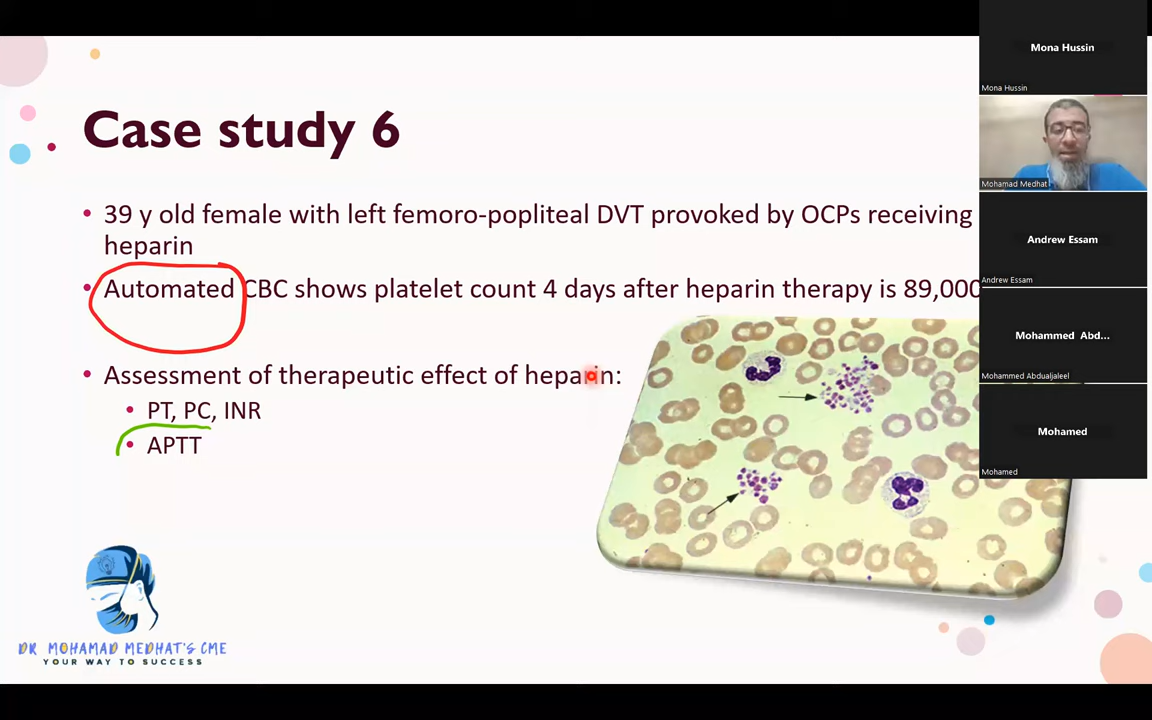 Case study 6
• 39 y old female with left femoro-popliteal DVT provoked by OCPs receiving
heparin
• Automated CBC shows platelet count 4 days after heparin therapy is 89,000
• Assessment of therapeutic effect of heparin:
• PT, PC, INR
• APTT
DR MOHAMAD MEDHAT'S CME
YOUR WAY TO SUCCESS
Mona Hussin
Mona Hussin
Mohamad Medhat
Andrew Essam
Andrew Essam
Mohammed Abd...
Mohammed Abdualjaleel
Mohamed
Mohamed